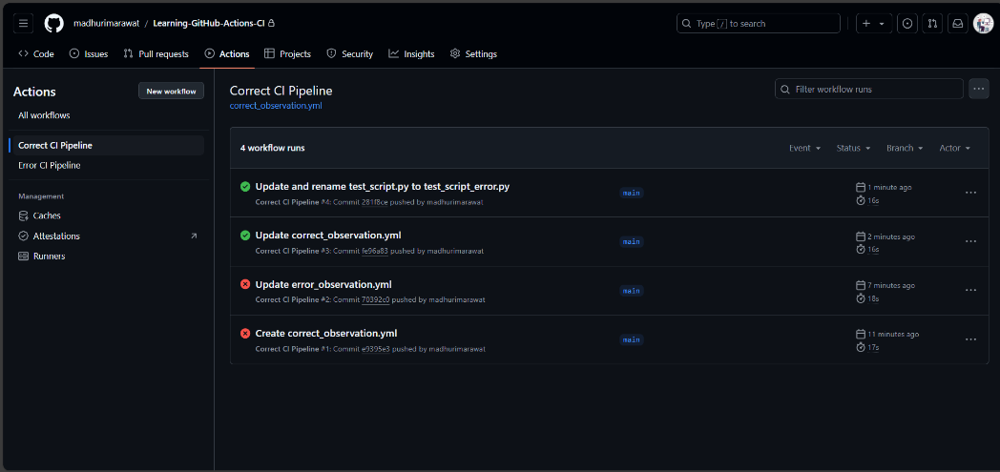 madhurimarawat / Learning-GitHub-Actions-CI
Type / to search
Code
Issues
Pull requests
Actions
Projects
Security
Insights
Settings
Actions
New workflow
All workflows
Correct CI Pipeline
Error CI Pipeline
Management
Caches
Attestations
Runners
Correct CI Pipeline
correct_observation.yml
Filter workflow runs
4 workflow runs
Event
Status
Branch
Actor
Update and rename test_script.py to test_script_error.py
Correct CI Pipeline #4: Commit 281f8ce pushed by madhurimarawat
main
1 minute ago
16s
Update correct_observation.yml
Correct CI Pipeline #3: Commit fe96a83 pushed by madhurimarawat
main
2 minutes ago
16s
Update error_observation.yml
Correct CI Pipeline #2: Commit 70392c0 pushed by madhurimarawat
main
7 minutes ago
18s
Create correct_observation.yml
Correct CI Pipeline #1: Commit e9395e3 pushed by madhurimarawat
main
11 minutes ago
17s